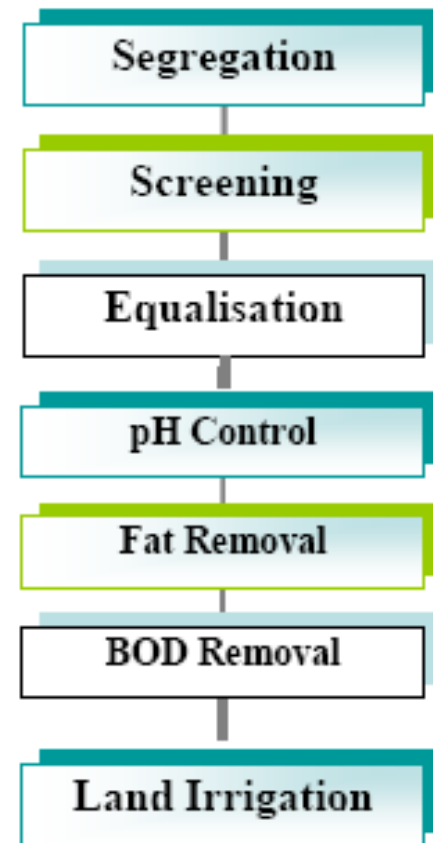 Segregation
Screening
Equalisation
pH Control
Fat Removal
BOD Removal
Land Irrigation